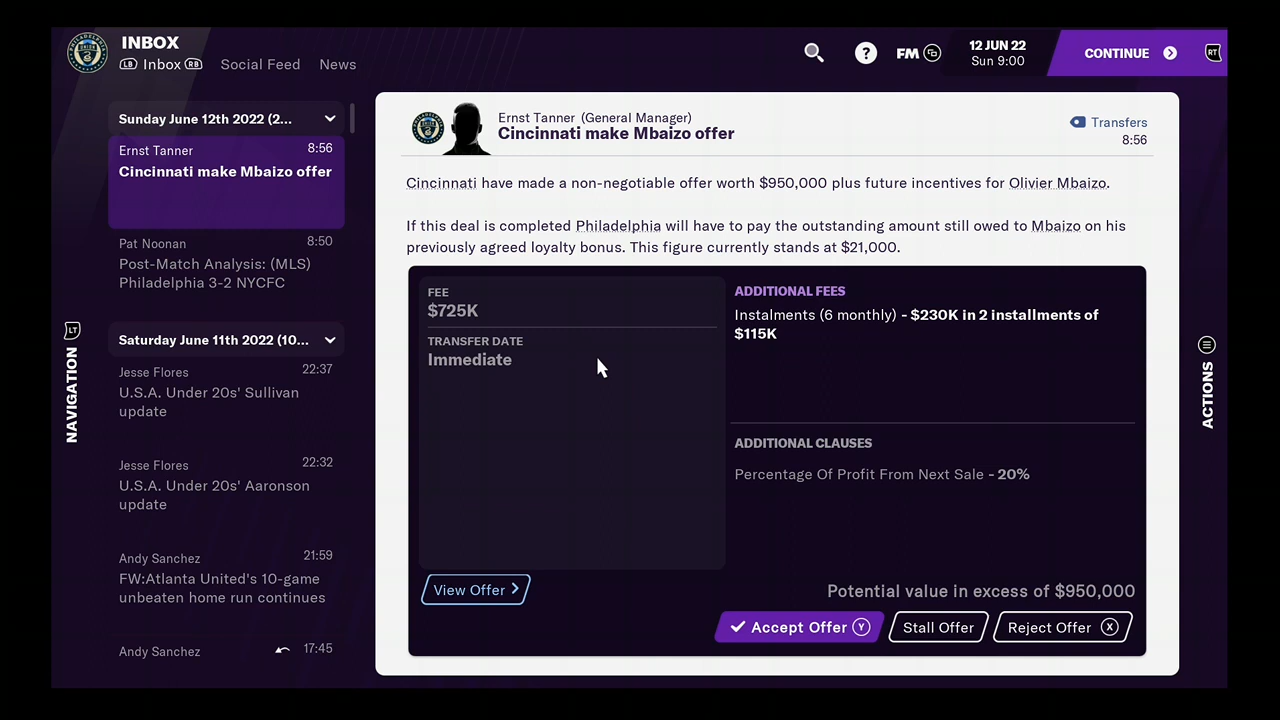 INBOX
LB Inbox RB Social Feed News
? FM 12 JUN 22
Sun 9:00
CONTINUE RT
Sunday June 12th 2022 (2...
Ernst Tanner 8:56
Cincinnati make Mbaizo offer
Pat Noonan 8:50
Post-Match Analysis: (MLS)
Philadelphia 3-2 NYCFC
Saturday June 11th 2022 (10...
Jesse Flores 22:37
U.S.A. Under 20s' Sullivan
update
Jesse Flores 22:32
U.S.A. Under 20s' Aaronson
update
Andy Sanchez 21:59
FW:Atlanta United's 10-game
unbeaten home run continues
Andy Sanchez 17:45
LT
NAVIGATION
Ernst Tanner (General Manager)
Cincinnati make Mbaizo offer
Transfers
8:56
Cincinnati have made a non-negotiable offer worth $950,000 plus future incentives for Olivier Mbaizo.
If this deal is completed Philadelphia will have to pay the outstanding amount still owed to Mbaizo on his
previously agreed loyalty bonus. This figure currently stands at $21,000.
FEE
$725K
TRANSFER DATE
Immediate
ADDITIONAL FEES
Instalments (6 monthly) - $230K in 2 installments of
$115K
ADDITIONAL CLAUSES
Percentage Of Profit From Next Sale - 20%
View Offer
Potential value in excess of $950,000
Accept Offer Y
Stall Offer
Reject Offer X
ACTIONS